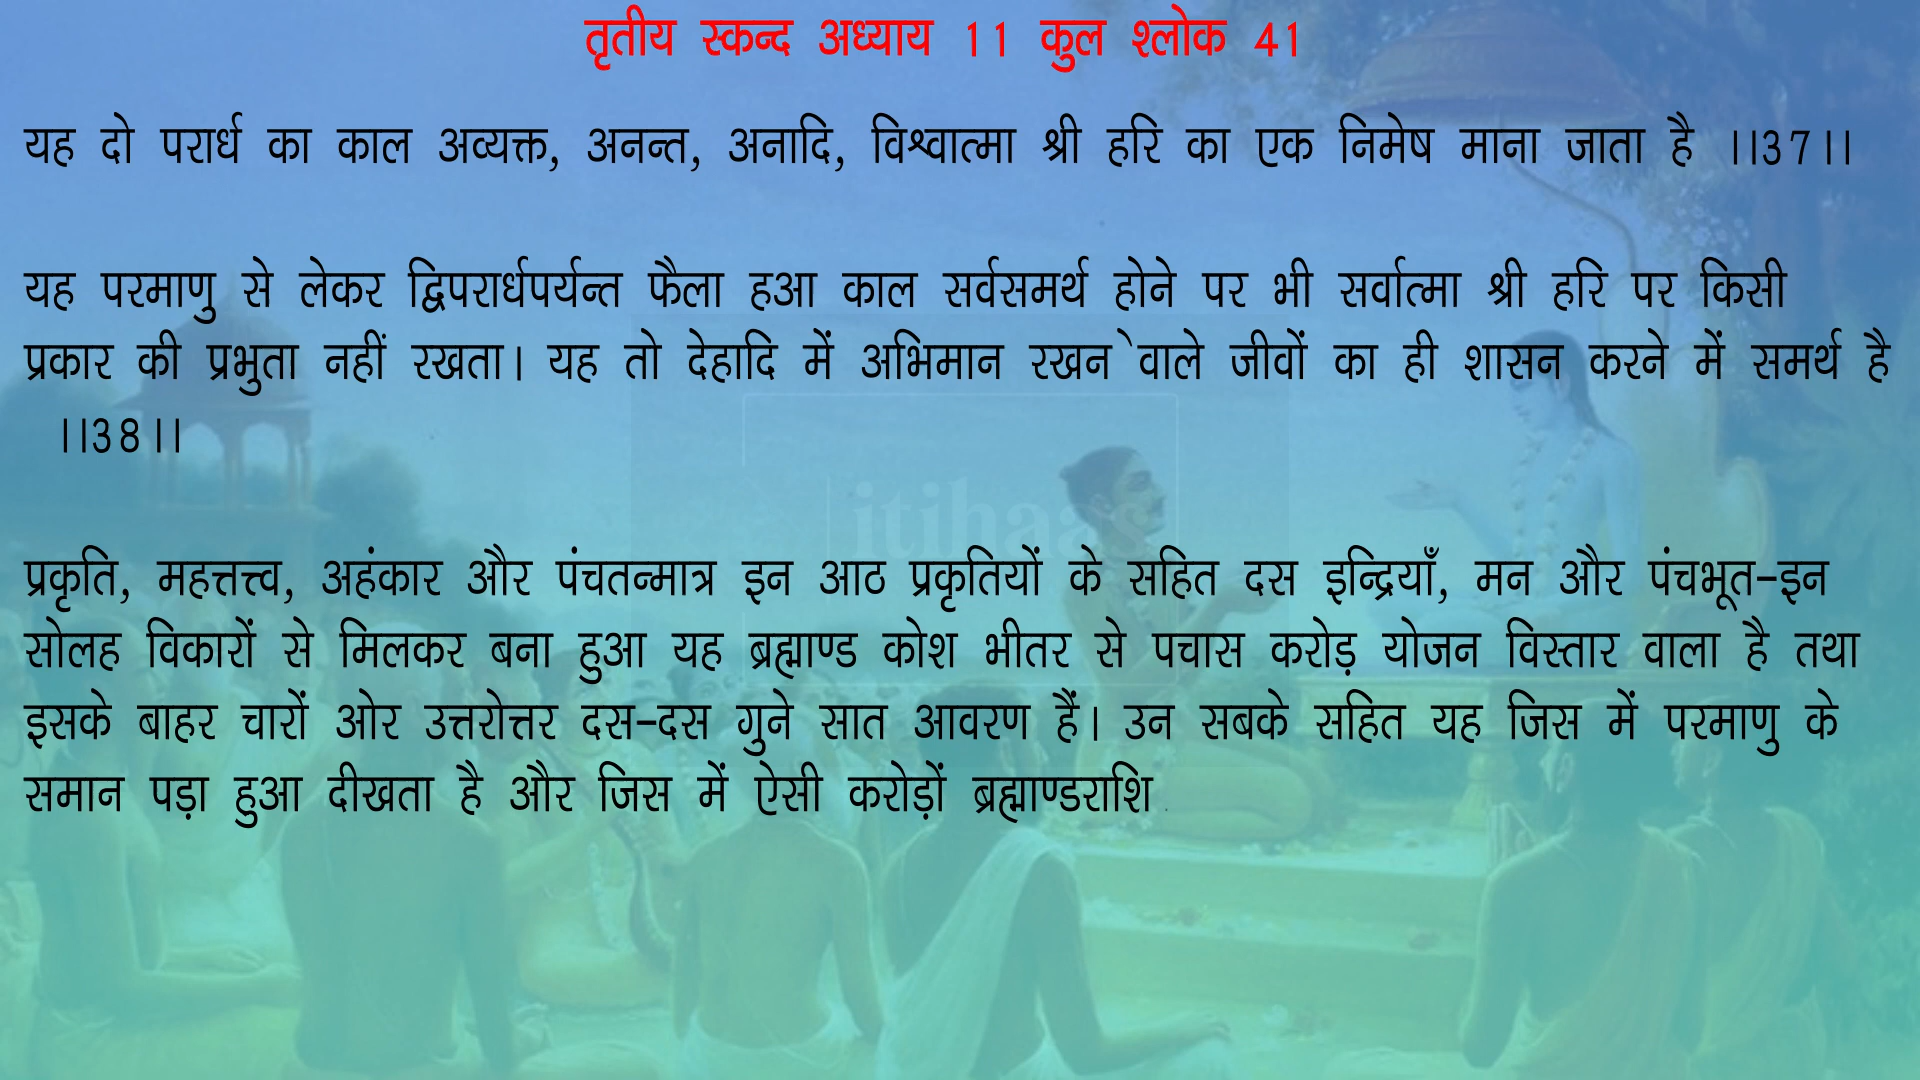 तृतीय स्कन्द अध्याय 11 कुल श्लोक 41
यह दो परार्ध का काल अव्यक्त, अनन्त, अनादि, विश्वात्मा श्री हरि का एक निमेष माना जाता है ।।37।।
यह परमाणु से लेकर द्विपरार्धपर्यन्त फैला हआ काल सर्वसमर्थ होने पर भी सर्वात्मा श्री हरि पर किसी
प्रकार की प्रभुता नहीं रखता। यह तो देहादि में अभिमान रखन`वाले जीवों का ही शासन करने में समर्थ है
।।38।।
itihaas
प्रकृति, महत्तत्त्व, अहंकार और पंचतन्मात्र इन आठ प्रकृतियों के सहित दस इन्द्रियाँ, मन और पंचभूत-इन
सोलह विकारों से मिलकर बना हुआ यह ब्रह्माण्ड कोश भीतर से पचास करोड़ योजन विस्तार वाला है तथा
इसके बाहर चारों ओर उत्तरोत्तर दस-दस गुने सात आवरण हैं। उन सबके सहित यह जिस में परमाणु के
समान पड़ा हुआ दीखता है और जिस में ऐसी करोड़ों ब्रह्माण्डराशि